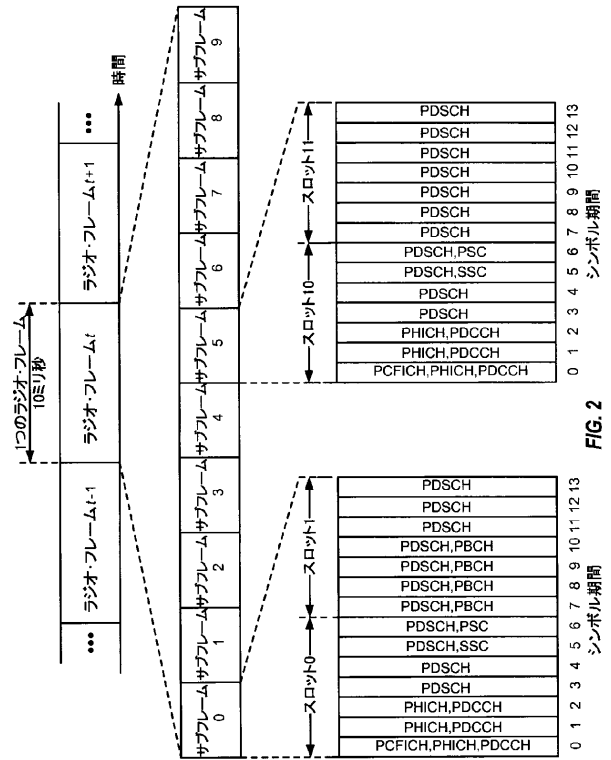 1つのラジオ・フレーム
10ミリ秒
••• ラジオ・フレームt-1 ラジオ・フレームt ラジオ・フレームt+1 •••
時間
サブフレーム 0 サブフレーム 1 サブフレーム 2 サブフレーム 3 サブフレーム 4 サブフレーム 5 サブフレーム 6 サブフレーム 7 サブフレーム 8 サブフレーム 9
スロット0 スロット1
PCFICH,PHICH,PDCCH
PHICH,PDCCH
PHICH,PDCCH
PDSCH
PDSCH
PDSCH,SSC
PDSCH,PSC
PDSCH,PBCH
PDSCH,PBCH
PDSCH,PBCH
PDSCH,PBCH
PDSCH
PDSCH
PDSCH
0 1 2 3 4 5 6 7 8 9 10 11 12 13
シンボル期間
スロット10 スロット11
PCFICH,PHICH,PDCCH
PHICH,PDCCH
PHICH,PDCCH
PDSCH
PDSCH
PDSCH,SSC
PDSCH,PSC
PDSCH
PDSCH
PDSCH
PDSCH
PDSCH
PDSCH
PDSCH
0 1 2 3 4 5 6 7 8 9 10 11 12 13
シンボル期間
FIG. 2